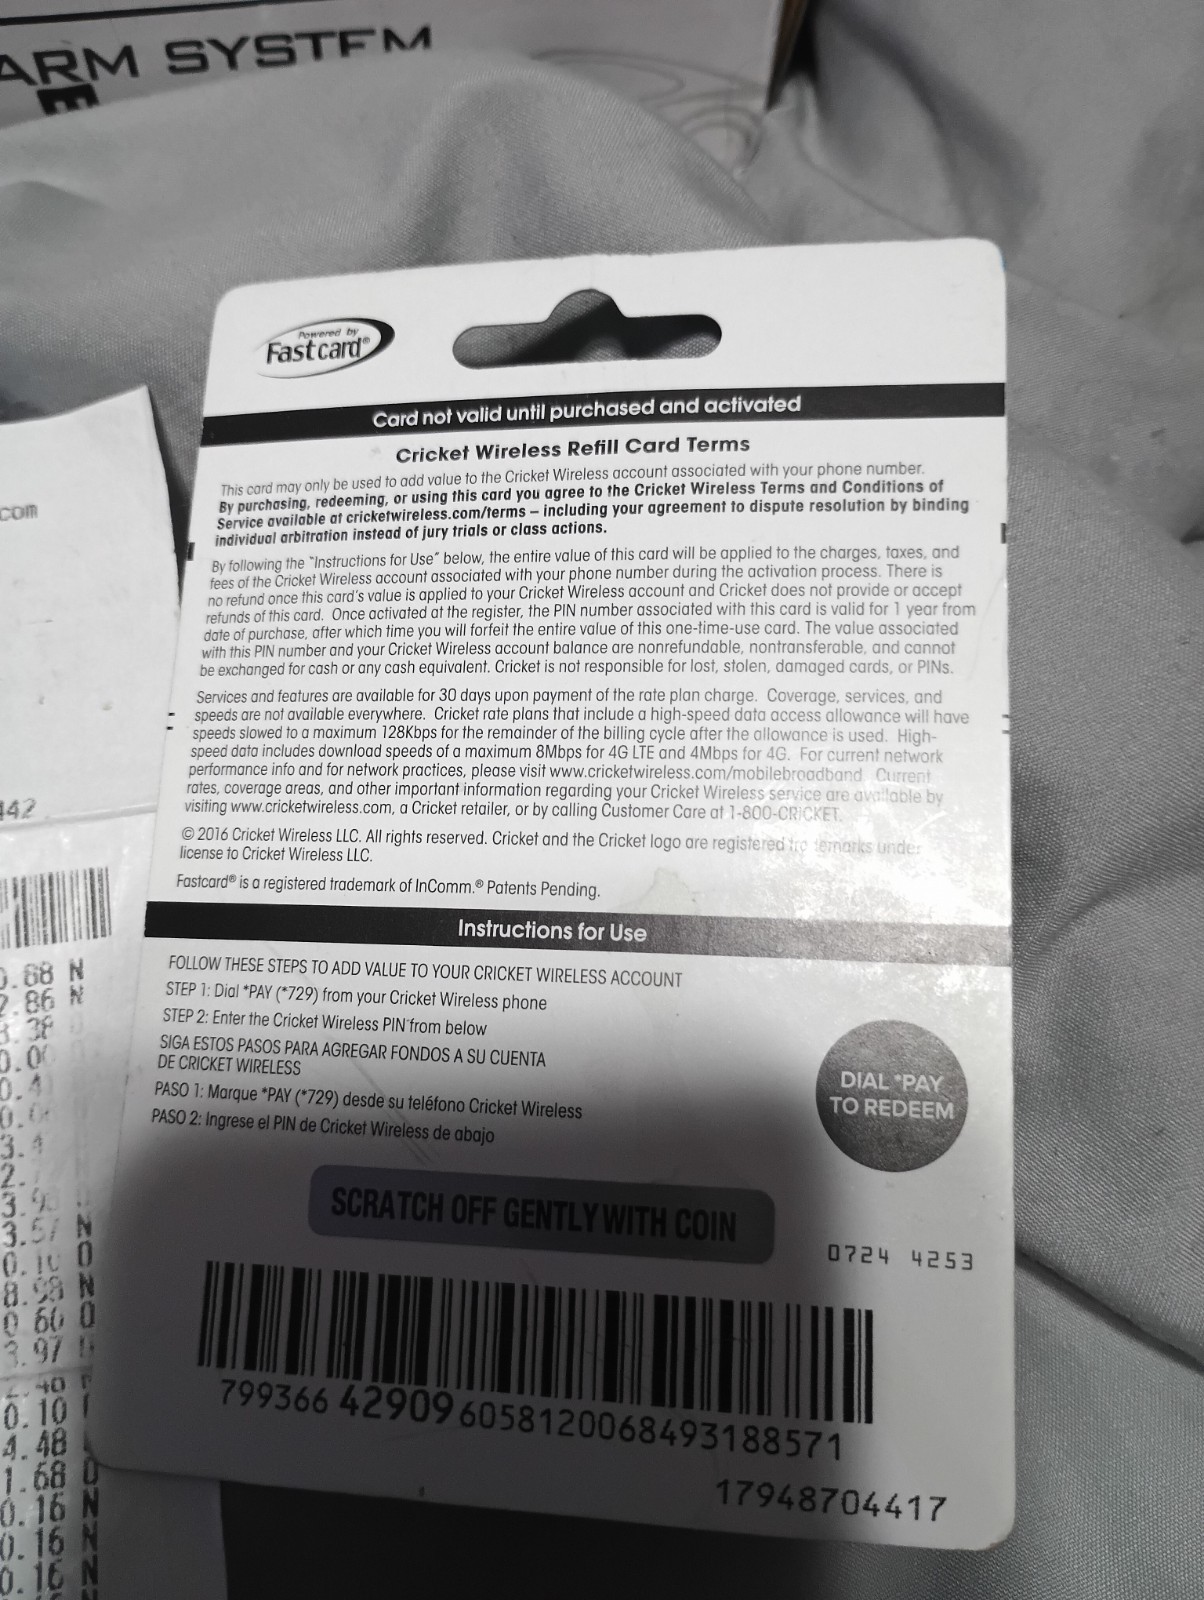 ARM SYSTEM
Powered by
Fastcard®
Card not valid until purchased and activated
Cricket Wireless Refill Card Terms
This card may only be used to add value to the Cricket Wireless account associated with your phone number.
By purchasing, redeeming, or using this card you agree to the Cricket Wireless Terms and Conditions of
Service available at cricketwireless.com/terms – including your agreement to dispute resolution by binding
individual arbitration instead of jury trials or class actions.
By following the "Instructions for Use" below, the entire value of this card will be applied to the charges, taxes, and
fees of the Cricket Wireless account associated with your phone number during the activation process. There is
no refund once this card's value is applied to your Cricket Wireless account and Cricket does not provide or accept
refunds of this card. Once activated at the register, the PIN number associated with this card is valid for 1 year from
date of purchase, after which time you will forfeit the entire value of this one-time-use card. The value associated
with this PIN number and your Cricket Wireless account balance are nonrefundable, nontransferable, and cannot
be exchanged for cash or any cash equivalent. Cricket is not responsible for lost, stolen, damaged cards, or PINs.
Services and features are available for 30 days upon payment of the rate plan charge. Coverage, services, and
speeds are not available everywhere. Cricket rate plans that include a high-speed data access allowance will have
speeds slowed to a maximum 128Kbps for the remainder of the billing cycle after the allowance is used. High-
speed data includes download speeds of a maximum 8Mbps for 4G LTE and 4Mbps for 4G. For current network
performance info and for network practices, please visit www.cricketwireless.com/mobilebroadband. Current
rates, coverage areas, and other important information regarding your Cricket Wireless service are available by
visiting www.cricketwireless.com, a Cricket retailer, or by calling Customer Care at 1-800-CRICKET.
© 2016 Cricket Wireless LLC. All rights reserved. Cricket and the Cricket logo are registered trademarks under
license to Cricket Wireless LLC.
Fastcard® is a registered trademark of InComm.® Patents Pending.
Instructions for Use
FOLLOW THESE STEPS TO ADD VALUE TO YOUR CRICKET WIRELESS ACCOUNT
STEP 1: Dial *PAY (*729) from your Cricket Wireless phone
STEP 2: Enter the Cricket Wireless PIN from below
SIGA ESTOS PASOS PARA AGREGAR FONDOS A SU CUENTA
DE CRICKET WIRELESS
PASO 1: Marque *PAY (*729) desde su teléfono Cricket Wireless
PASO 2: Ingrese el PIN de Cricket Wireless de abajo
DIAL *PAY
TO REDEEM
SCRATCH OFF GENTLY WITH COIN
0724 4253
799366 42909 6058120068493188571
17948704417
com
442
.68 N
.86 N
3.57 N
8.98 N
0.60 O
3.97
0.10
4.48
1.68 O
0.16 N
0.16 N
0.16 N